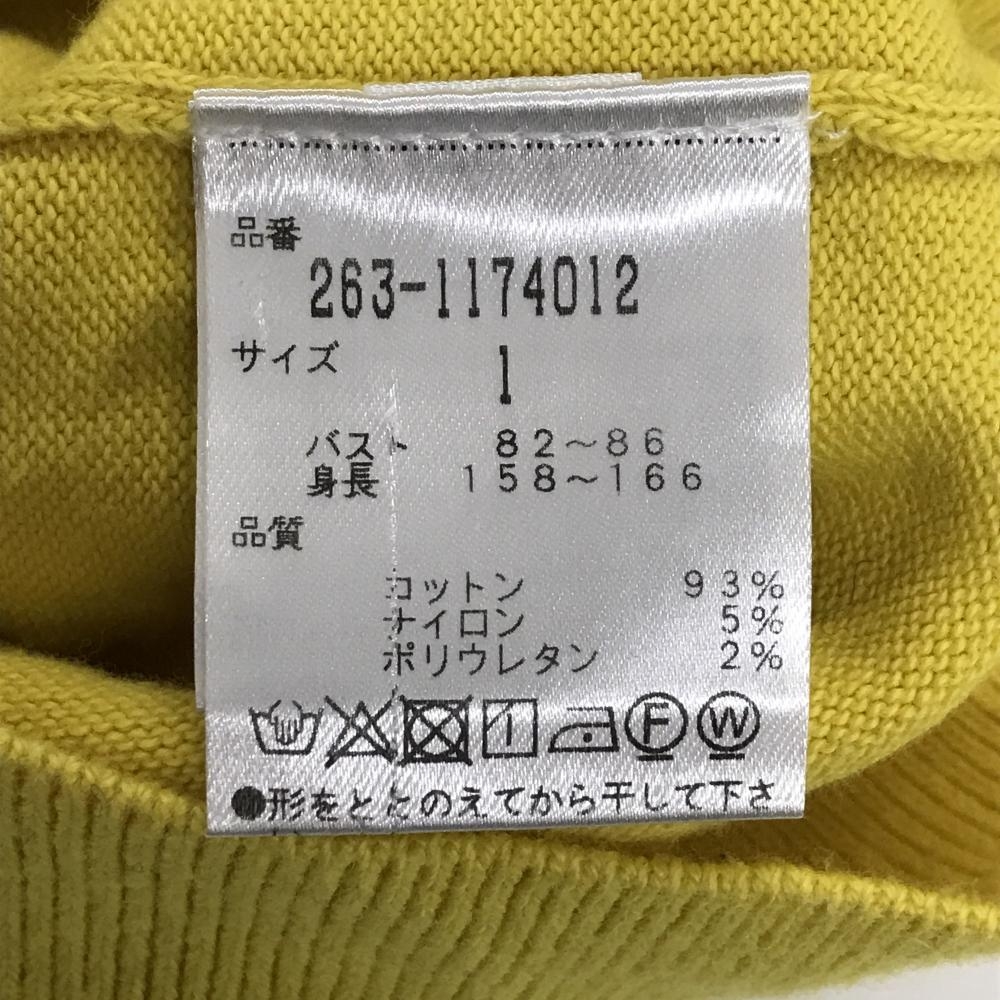 品番
263-1174012
サイズ 1
バスト 82～86
身長 158～166
品質
コットン 93%
ナイロン 5%
ポリウレタン 2%
F W
●形をととのえてから干して下さ